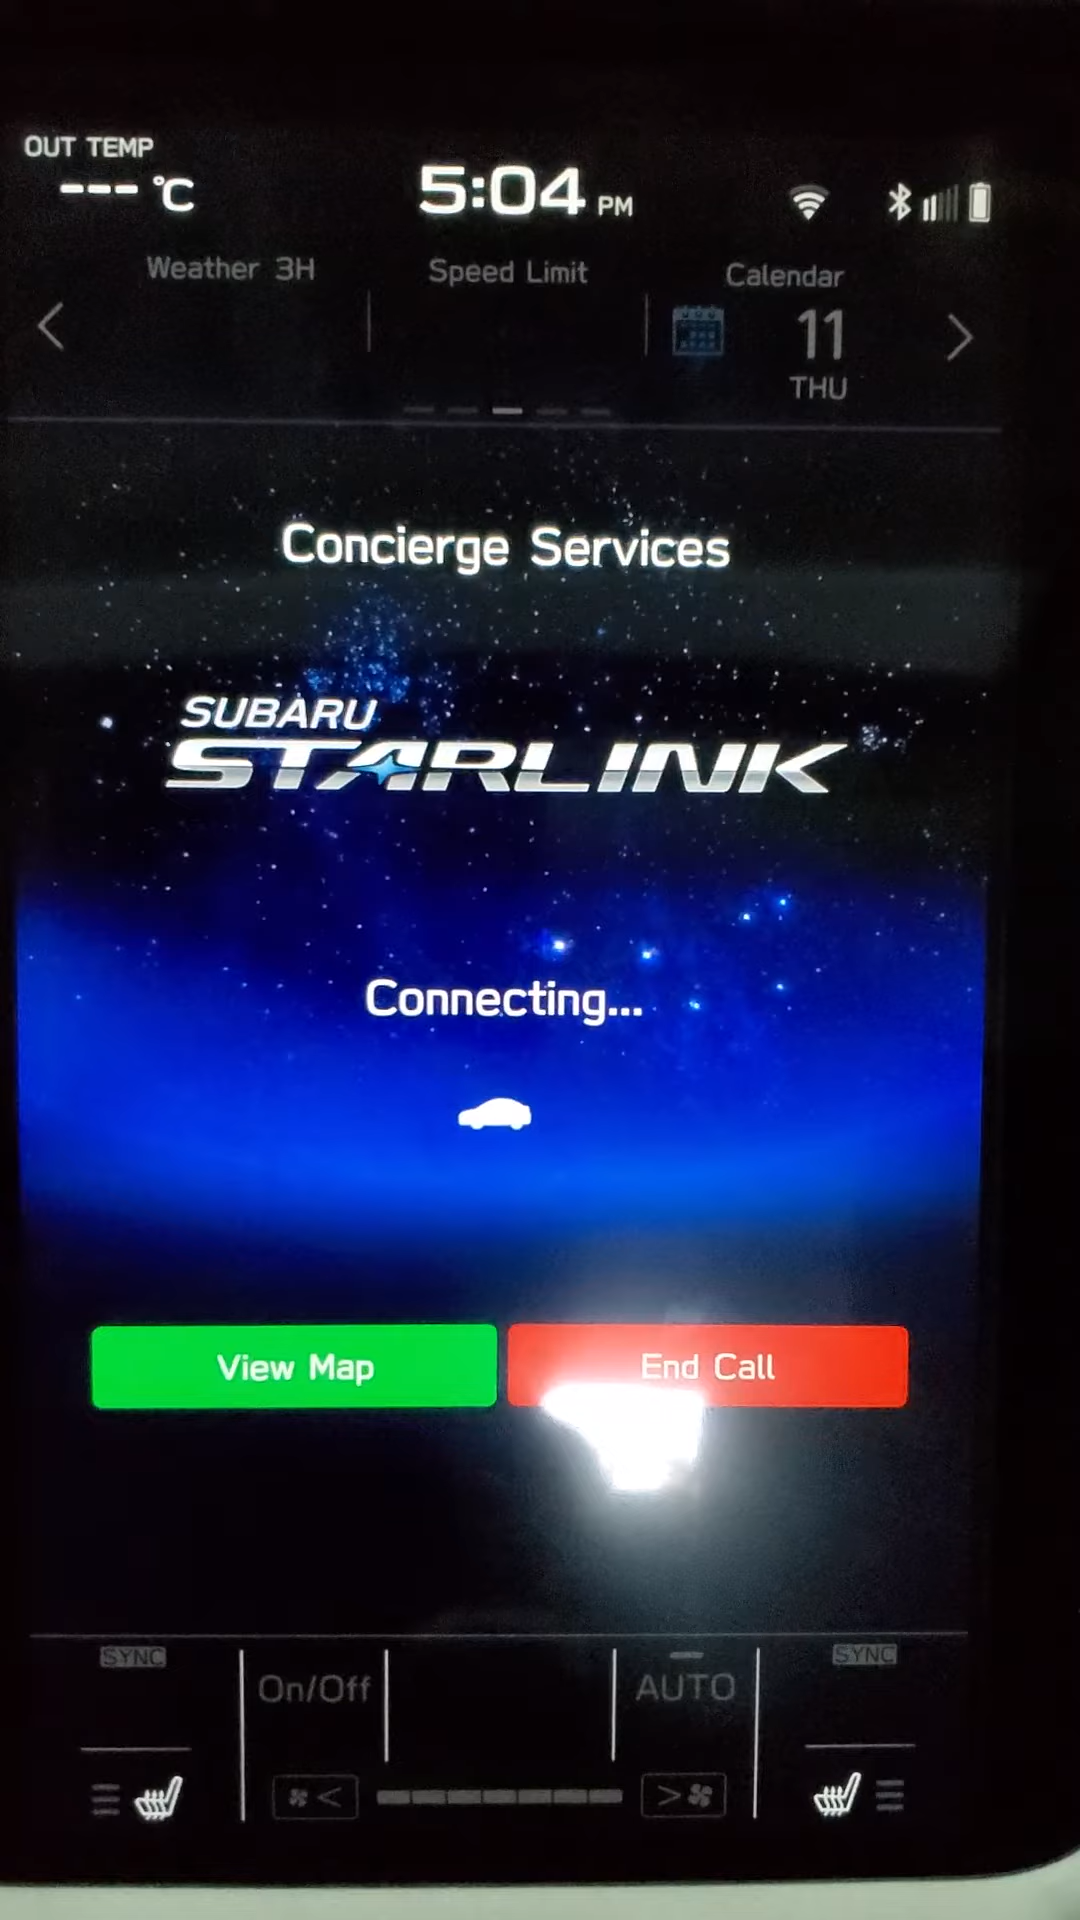 OUT TEMP
--- °C
5:04 PM
Weather 3H
Speed Limit
Calendar
11
THU
Concierge Services
SUBARU
STARLINK
Connecting...
View Map
End Call
SYNC
On/Off
AUTO
SYNC
<
>